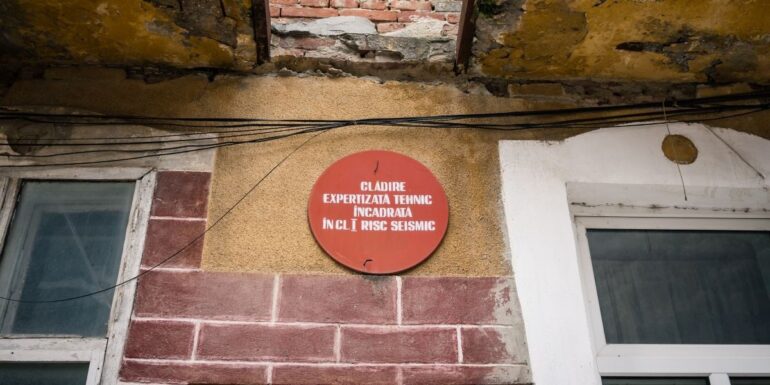 CLĂDIRE
EXPERTIZATĂ TEHNIC
ÎNCADRATĂ
ÎN CL I RISC SEISMIC